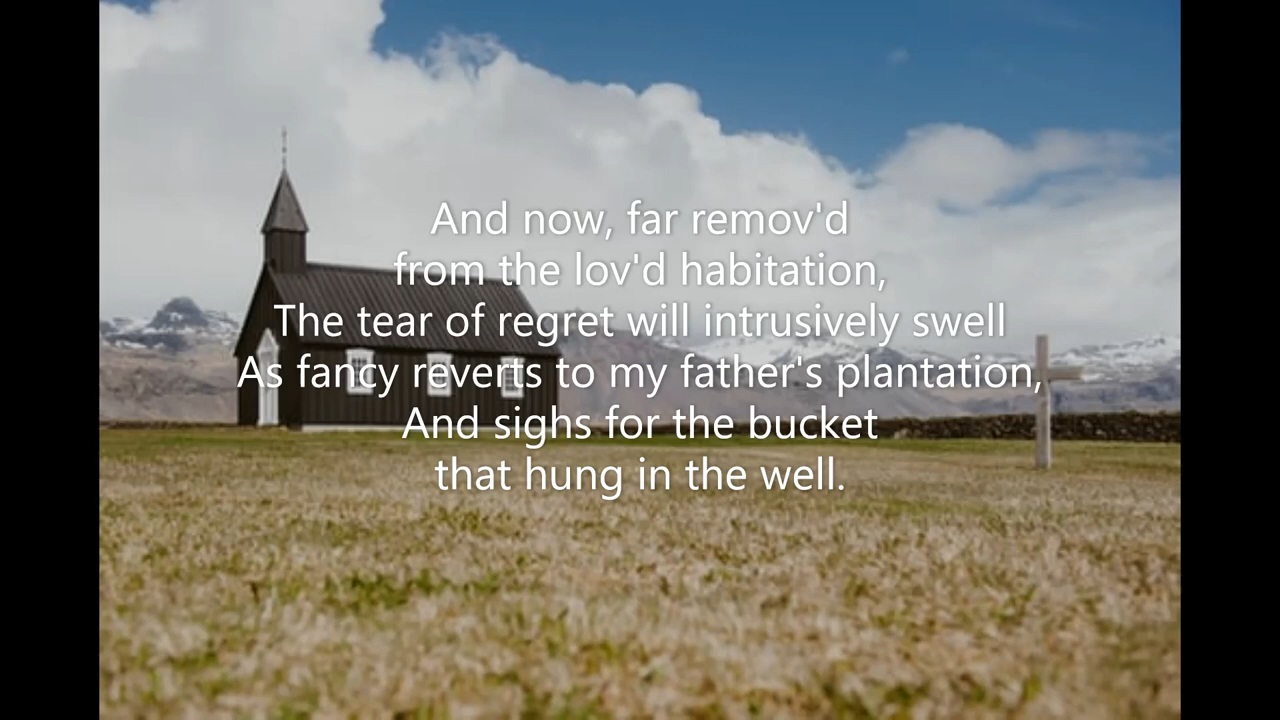 And now, far remov'd
from the lov'd habitation,
The tear of regret will intrusively swell
As fancy reverts to my father's plantation,
And sighs for the bucket
that hung in the well.